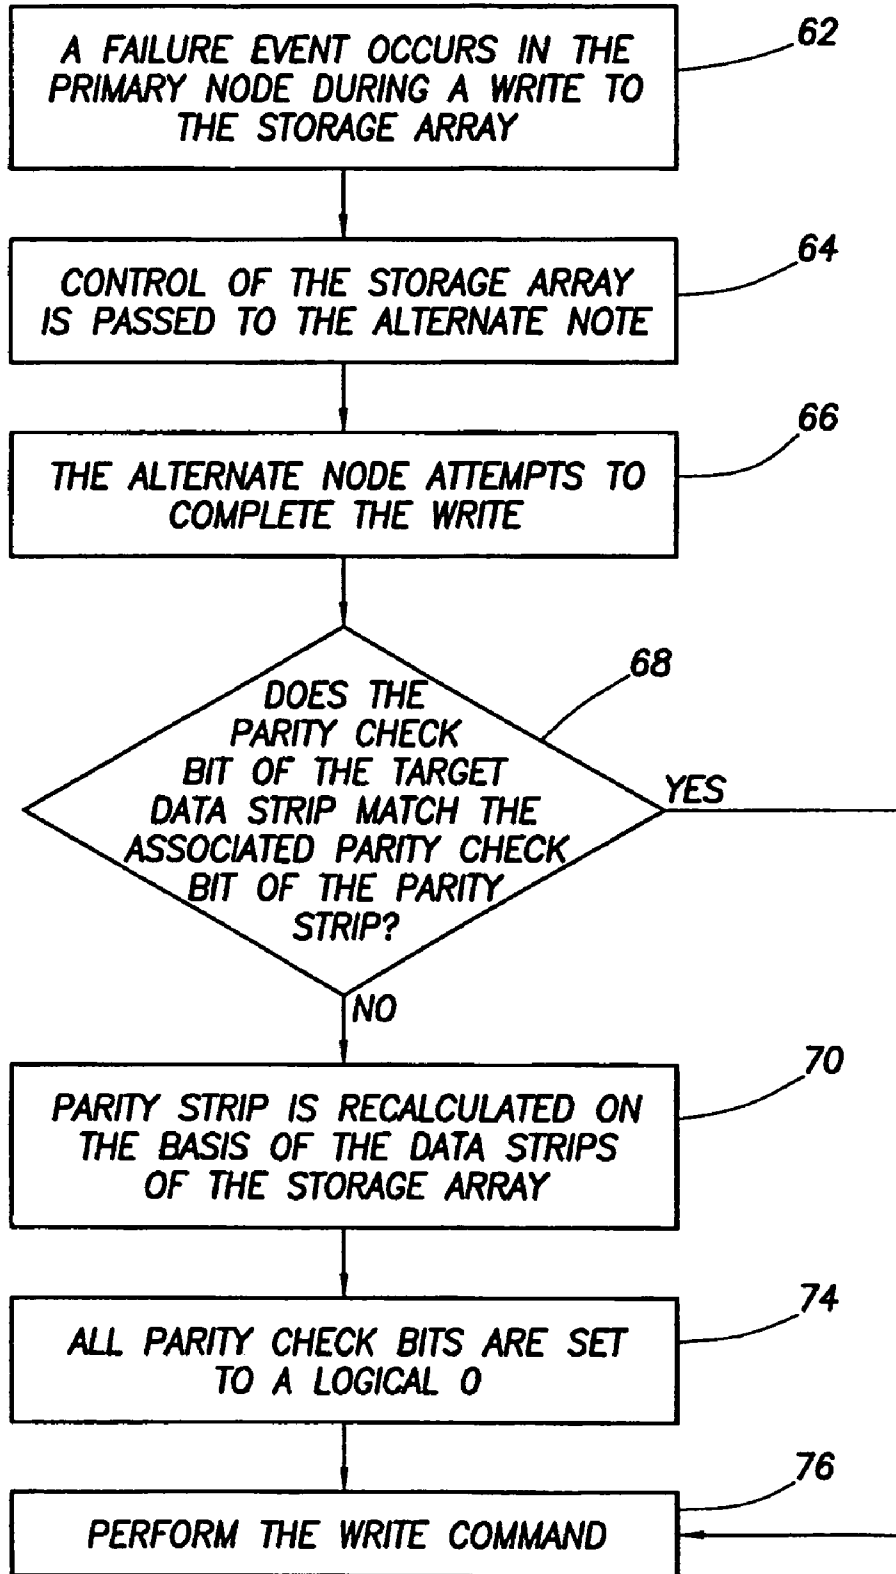 62
A FAILURE EVENT OCCURS IN THE
PRIMARY NODE DURING A WRITE TO
THE STORAGE ARRAY
64
CONTROL OF THE STORAGE ARRAY
IS PASSED TO THE ALTERNATE NOTE
66
THE ALTERNATE NODE ATTEMPTS TO
COMPLETE THE WRITE
68
DOES THE
PARITY CHECK
BIT OF THE TARGET
DATA STRIP MATCH THE
ASSOCIATED PARITY CHECK
BIT OF THE PARITY
STRIP?
YES
NO
70
PARITY STRIP IS RECALCULATED ON
THE BASIS OF THE DATA STRIPS
OF THE STORAGE ARRAY
74
ALL PARITY CHECK BITS ARE SET
TO A LOGICAL 0
76
PERFORM THE WRITE COMMAND